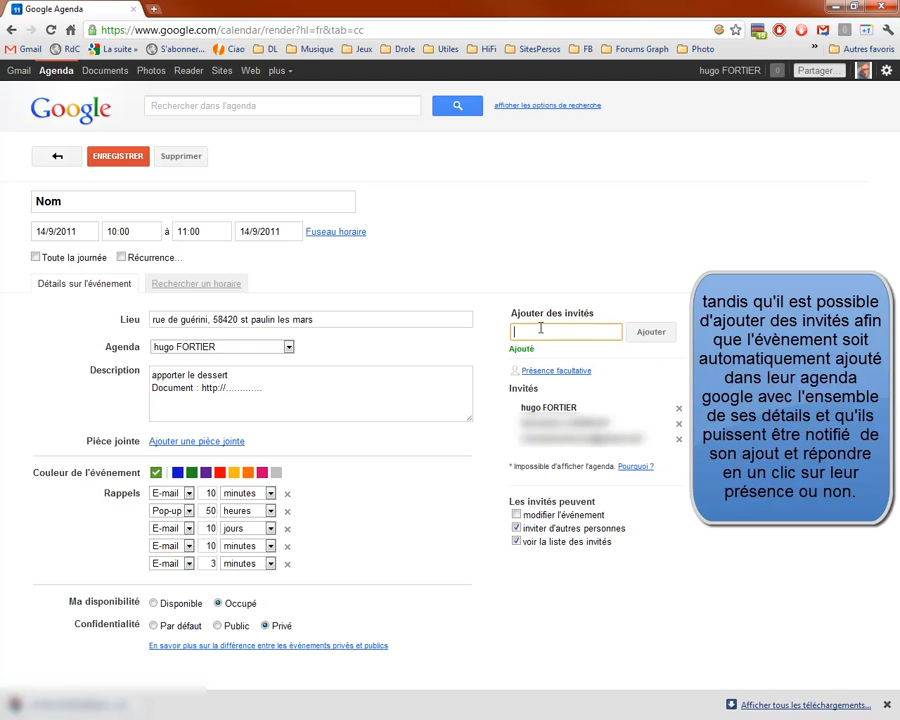 Google Agenda
https://www.google.com/calendar/render?hl=fr&tab=cc
Gmail RdC La suite » S'abonner... Ciao Musique Jeux Drole Utiles HiFi SitesPersos FB Forums Graph Photo » Autres favoris
Gmail Agenda Documents Photos Reader Sites Web plus hugo FORTIER 0 Partager...
Google Rechercher dans l'agenda afficher les options de recherche
ENREGISTRER Supprimer
Nom
14/9/2011 10:00 à 11:00 14/9/2011 Fuseau horaire
Toute la journée Récurrence...
Détails sur l'événement Rechercher un horaire
Lieu rue de guérini, 58420 st paulin les mars
Agenda hugo FORTIER
Description apporter le dessert
Document : http://.............
Pièce jointe Ajouter une pièce jointe
Couleur de l'événement
Rappels E-mail 10 minutes
Pop-up 50 heures
E-mail 10 jours
E-mail 10 minutes
E-mail 3 minutes
Ma disponibilité Disponible Occupé
Confidentialité Par défaut Public Privé
En savoir plus sur la différence entre les événements privés et publics
Ajouter des invités
Ajouter
Ajouté
Présence facultative
Invités
hugo FORTIER
* Impossible d'afficher l'agenda. Pourquoi ?
Les invités peuvent
modifier l'événement
inviter d'autres personnes
voir la liste des invités
tandis qu'il est possible
d'ajouter des invités afin
que l'évènement soit
automatiquement ajouté
dans leur agenda
google avec l'ensemble
de ses détails et qu'ils
puissent être notifié de
son ajout et répondre
en un clic sur leur
présence ou non.
Afficher tous les téléchargements...